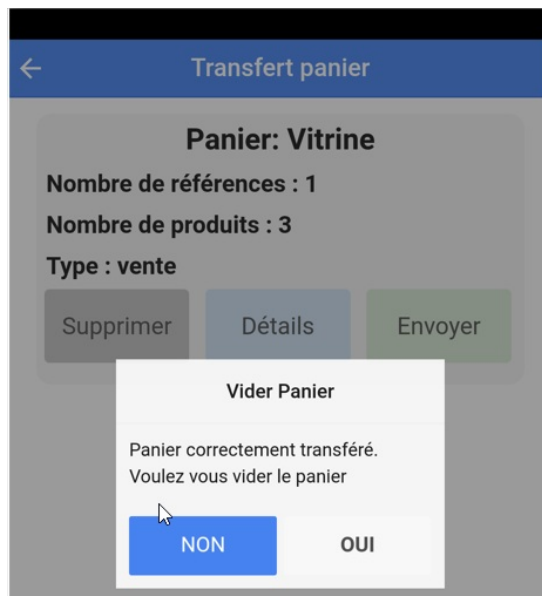 Transfert panier
Panier: Vitrine
Nombre de références : 1
Nombre de produits : 3
Type : vente
Supprimer Détails Envoyer
Vider Panier
Panier correctement transféré.
Voulez vous vider le panier
NON OUI